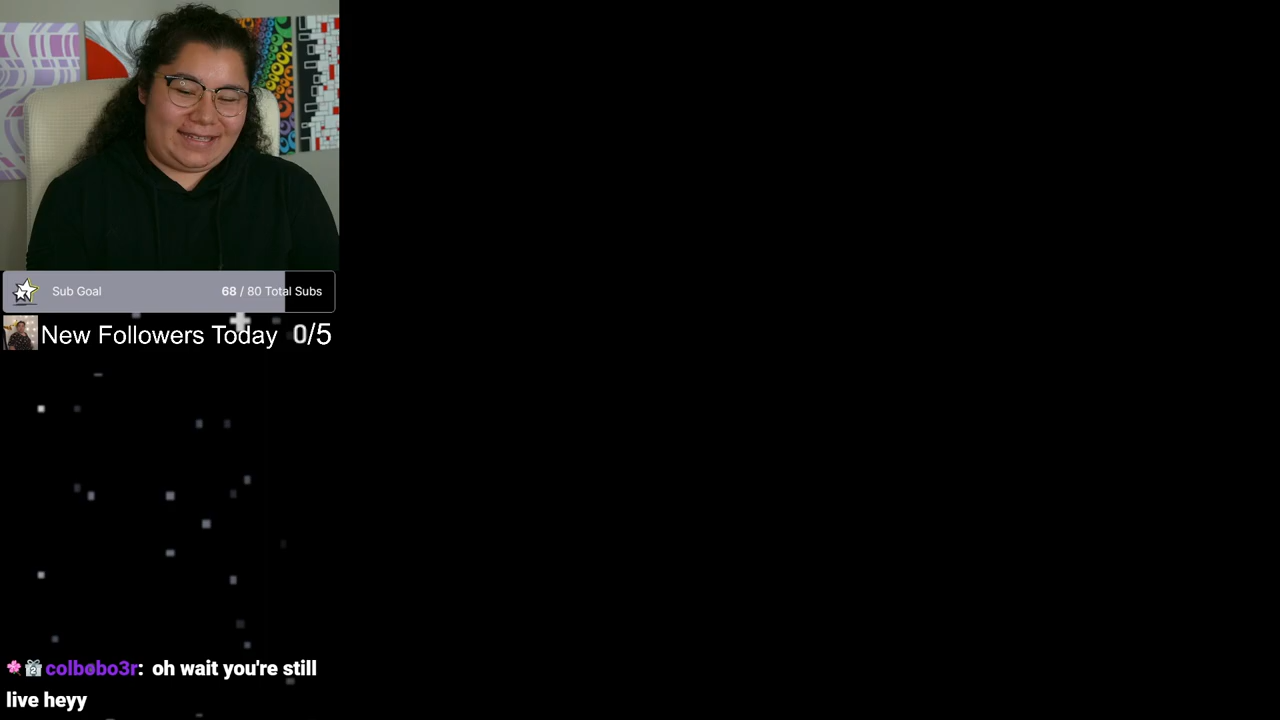 Sub Goal 68 / 80 Total Subs
New Followers Today 0/5
colbobo3r: oh wait you're still
live heyy